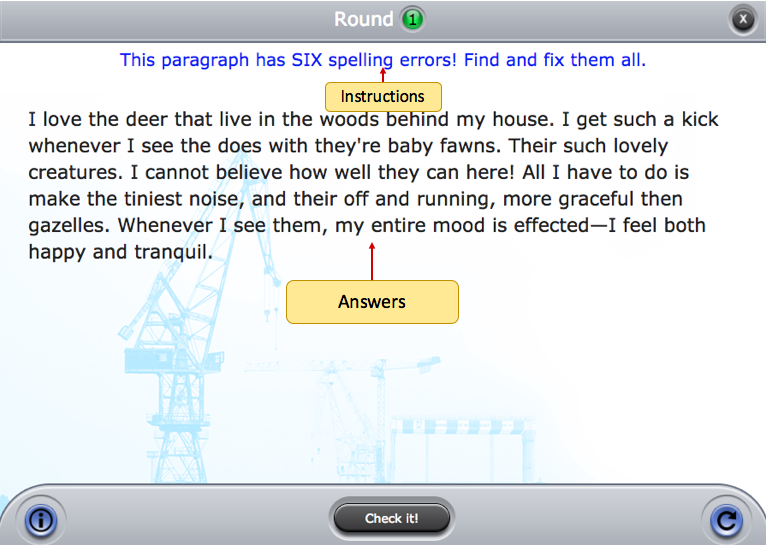 Round 1
X
This paragraph has SIX spelling errors! Find and fix them all.
Instructions
I love the deer that live in the woods behind my house. I get such a kick
whenever I see the does with they're baby fawns. Their such lovely
creatures. I cannot believe how well they can here! All I have to do is
make the tiniest noise, and their off and running, more graceful then
gazelles. Whenever I see them, my entire mood is effected—I feel both
happy and tranquil.
Answers
Check it!